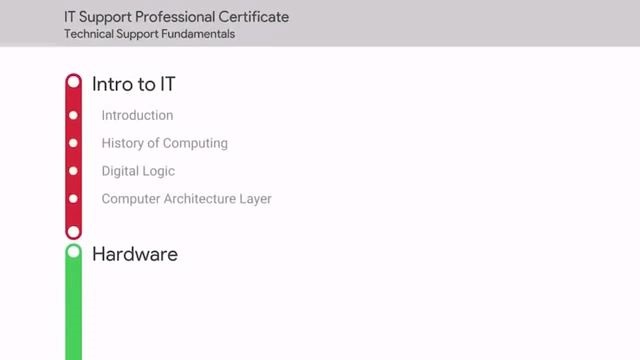 IT Support Professional Certificate
Technical Support Fundamentals
Intro to IT
Introduction
History of Computing
Digital Logic
Computer Architecture Layer
Hardware